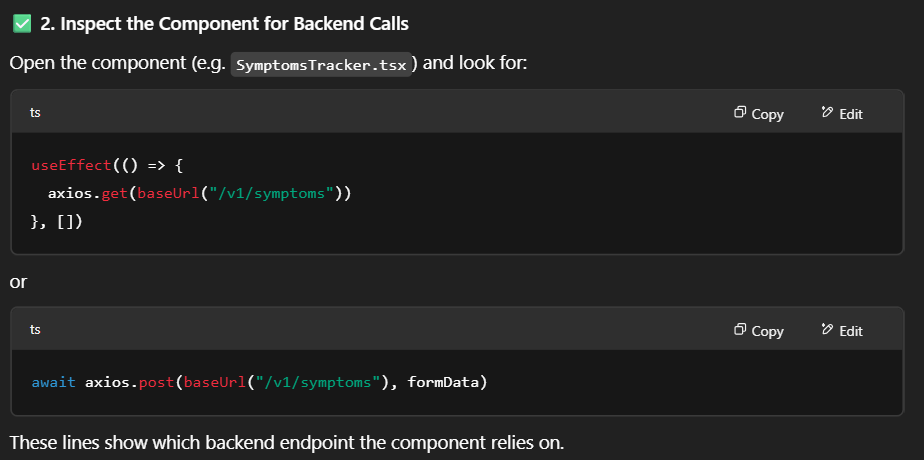 ✅ 2. Inspect the Component for Backend Calls
Open the component (e.g. SymptomsTracker.tsx) and look for:
ts Copy Edit
useEffect(() => {
  axios.get(baseUrl("/v1/symptoms"))
}, [])
or
ts Copy Edit
await axios.post(baseUrl("/v1/symptoms"), formData)
These lines show which backend endpoint the component relies on.